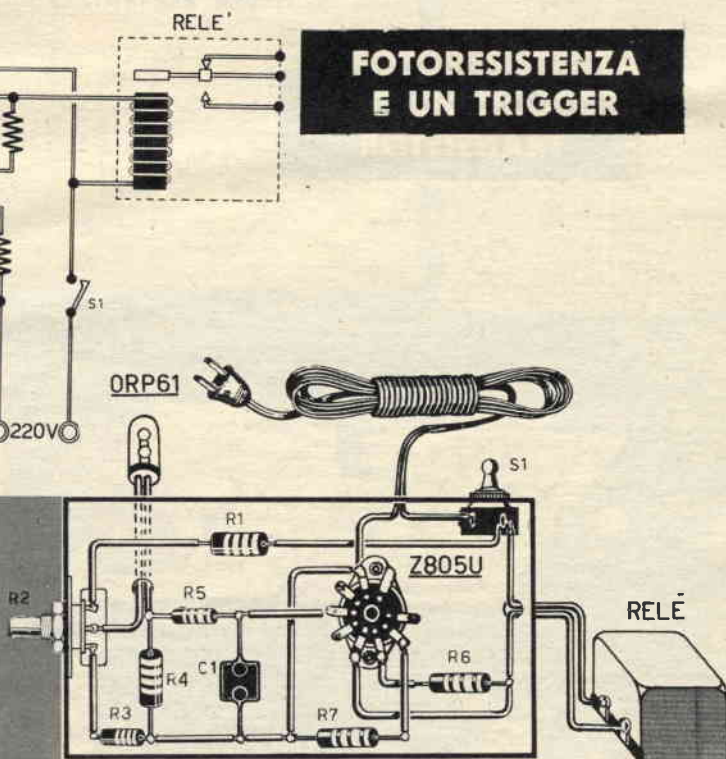 RELE'
FOTORESISTENZA
E UN TRIGGER
S1
220V
ORP61
S1
R1
Z805U
R2
R5
RELÈ
R4
C1
R6
R3
R7